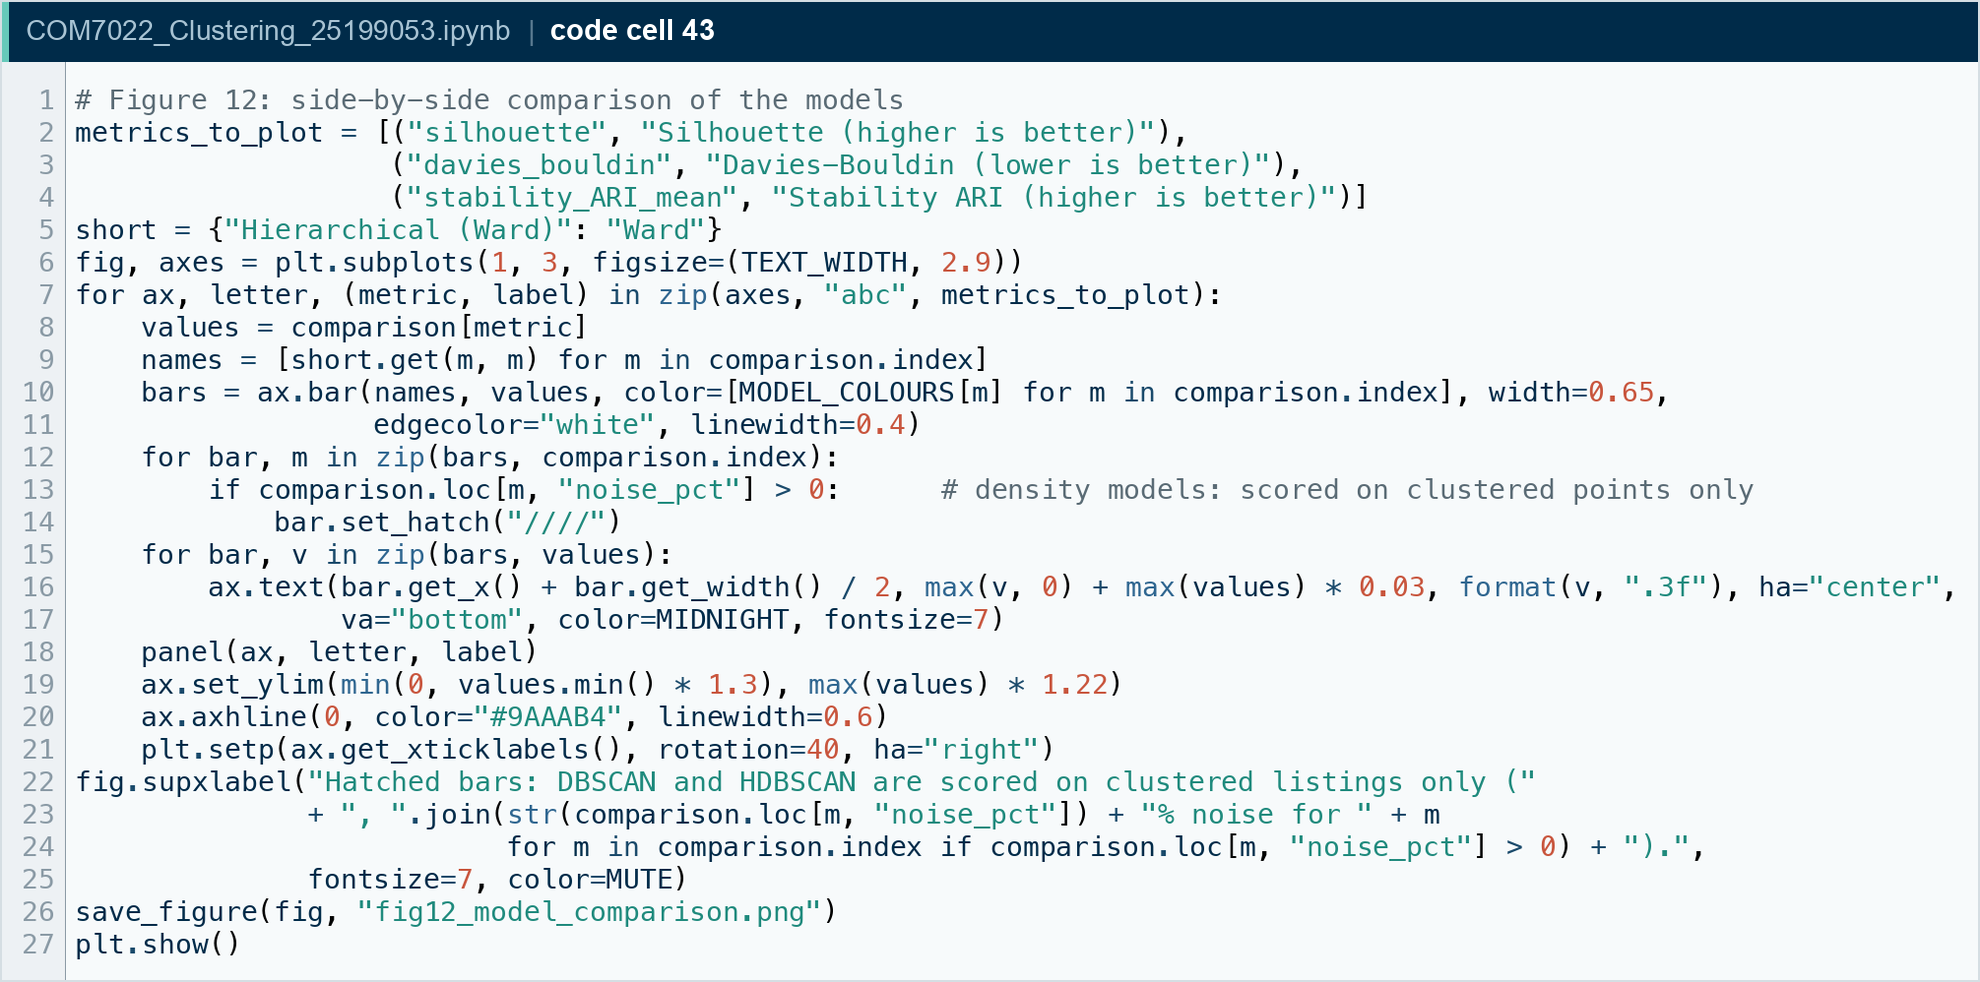 COM7022_Clustering_25199053.ipynb | code cell 43
1 # Figure 12: side-by-side comparison of the models
2 metrics_to_plot = [("silhouette", "Silhouette (higher is better)"),
3                    ("davies_bouldin", "Davies-Bouldin (lower is better)"),
4                    ("stability_ARI_mean", "Stability ARI (higher is better)")]
5 short = {"Hierarchical (Ward)": "Ward"}
6 fig, axes = plt.subplots(1, 3, figsize=(TEXT_WIDTH, 2.9))
7 for ax, letter, (metric, label) in zip(axes, "abc", metrics_to_plot):
8     values = comparison[metric]
9     names = [short.get(m, m) for m in comparison.index]
10     bars = ax.bar(names, values, color=[MODEL_COLOURS[m] for m in comparison.index], width=0.65,
11                   edgecolor="white", linewidth=0.4)
12     for bar, m in zip(bars, comparison.index):
13         if comparison.loc[m, "noise_pct"] > 0:      # density models: scored on clustered points only
14             bar.set_hatch("////")
15     for bar, v in zip(bars, values):
16         ax.text(bar.get_x() + bar.get_width() / 2, max(v, 0) + max(values) * 0.03, format(v, ".3f"), ha="center",
17                 va="bottom", color=MIDNIGHT, fontsize=7)
18     panel(ax, letter, label)
19     ax.set_ylim(min(0, values.min() * 1.3), max(values) * 1.22)
20     ax.axhline(0, color="#9AAAB4", linewidth=0.6)
21     plt.setp(ax.get_xticklabels(), rotation=40, ha="right")
22 fig.supxlabel("Hatched bars: DBSCAN and HDBSCAN are scored on clustered listings only ("
23               + ", ".join(str(comparison.loc[m, "noise_pct"]) + "% noise for " + m
24                           for m in comparison.index if comparison.loc[m, "noise_pct"] > 0) + ").",
25               fontsize=7, color=MUTE)
26 save_figure(fig, "fig12_model_comparison.png")
27 plt.show()